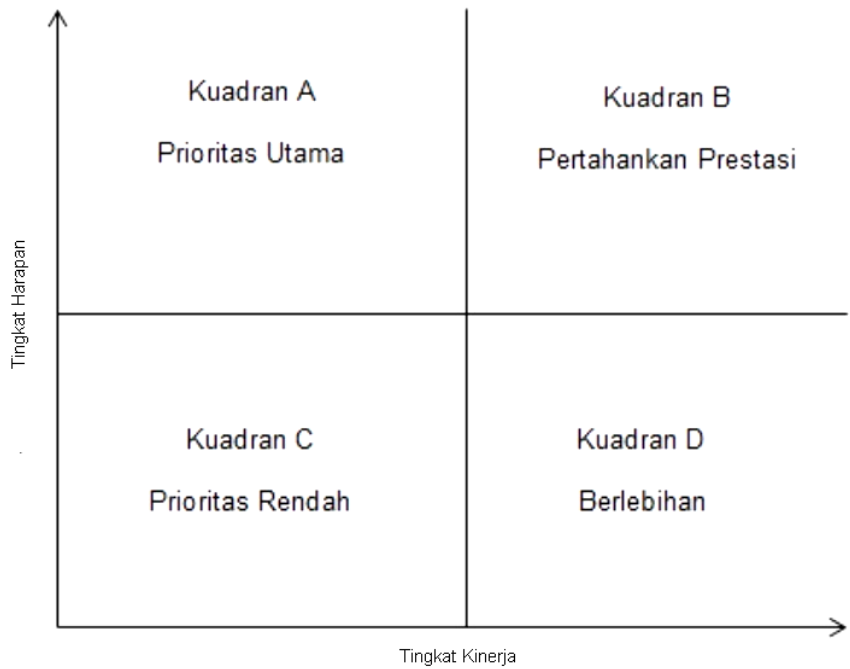 Kuadran A
Prioritas Utama
Kuadran B
Pertahankan Prestasi
Tingkat Harapan
Kuadran C
Prioritas Rendah
Kuadran D
Berlebihan
Tingkat Kinerja